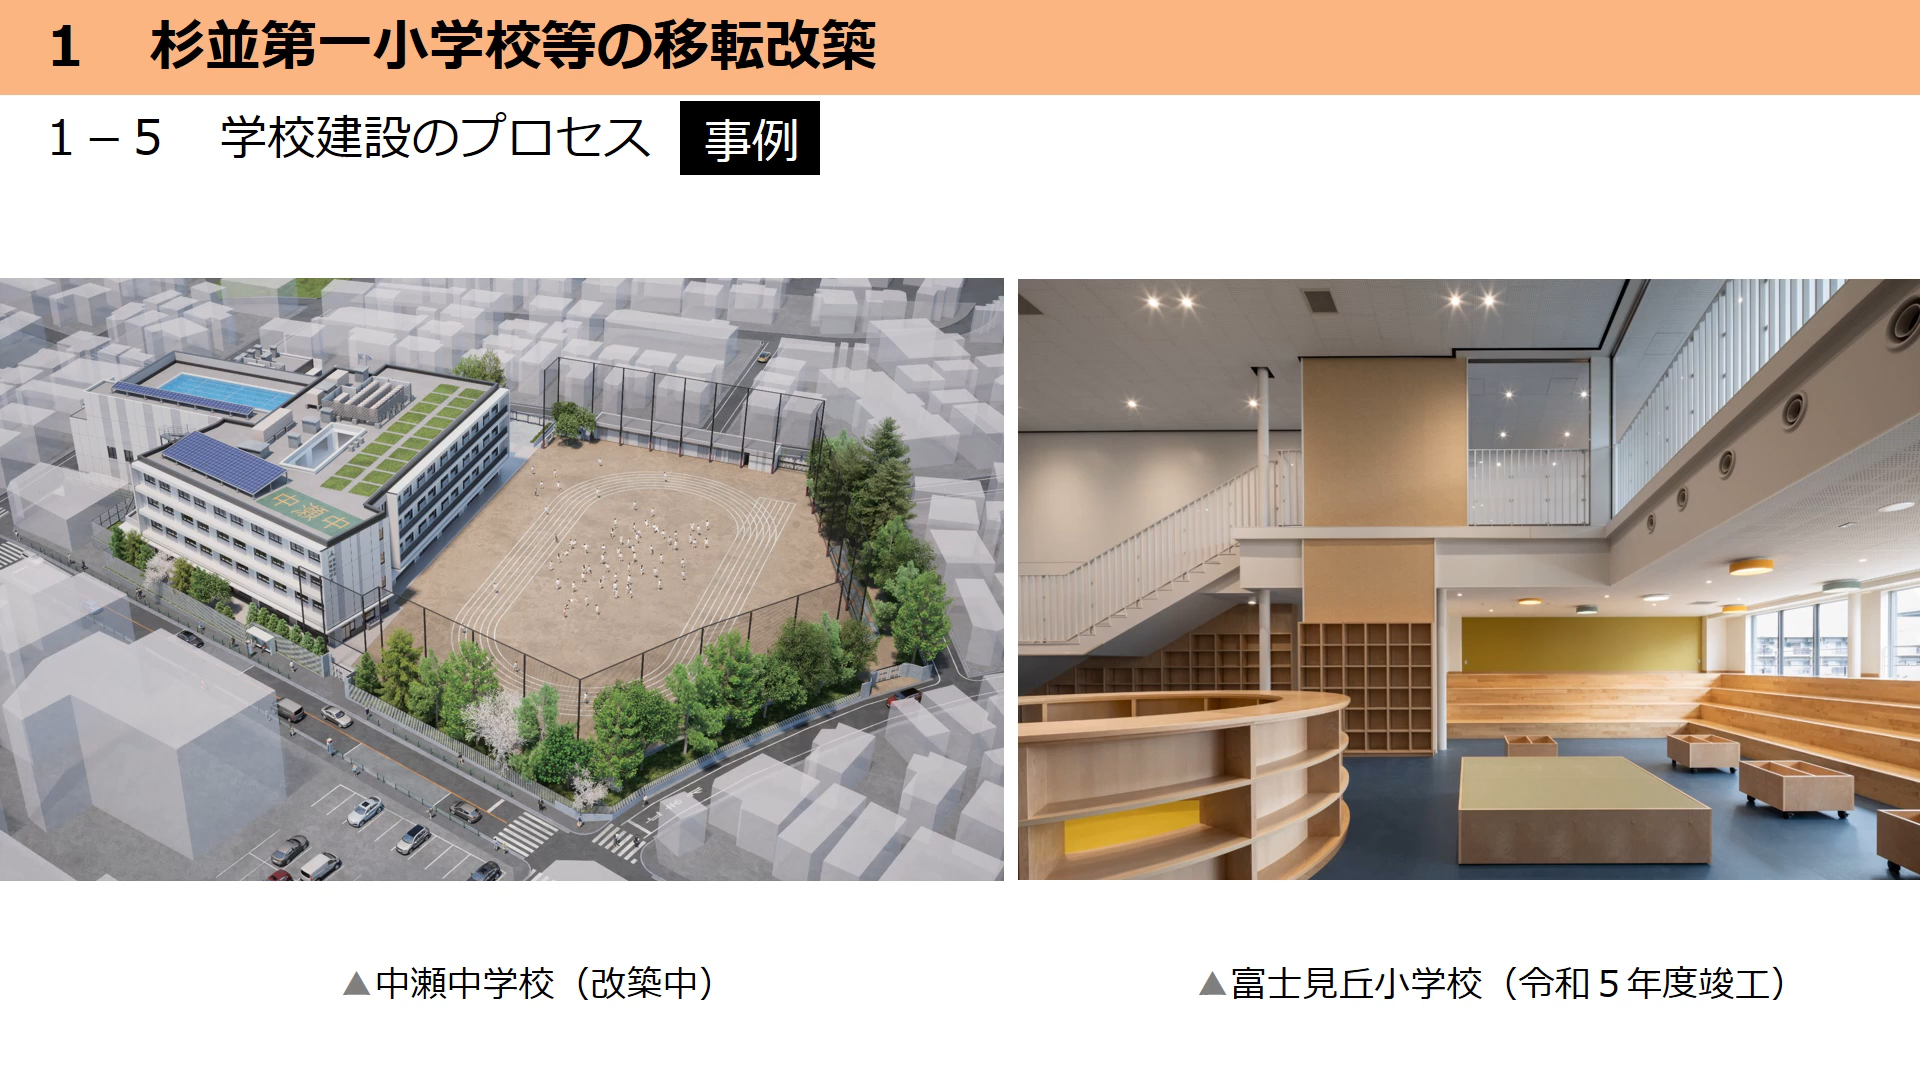 1 杉並第一小学校等の移転改築
1－5 学校建設のプロセス 事例
中瀬中
▲中瀬中学校（改築中）
▲富士見丘小学校（令和５年度竣工）